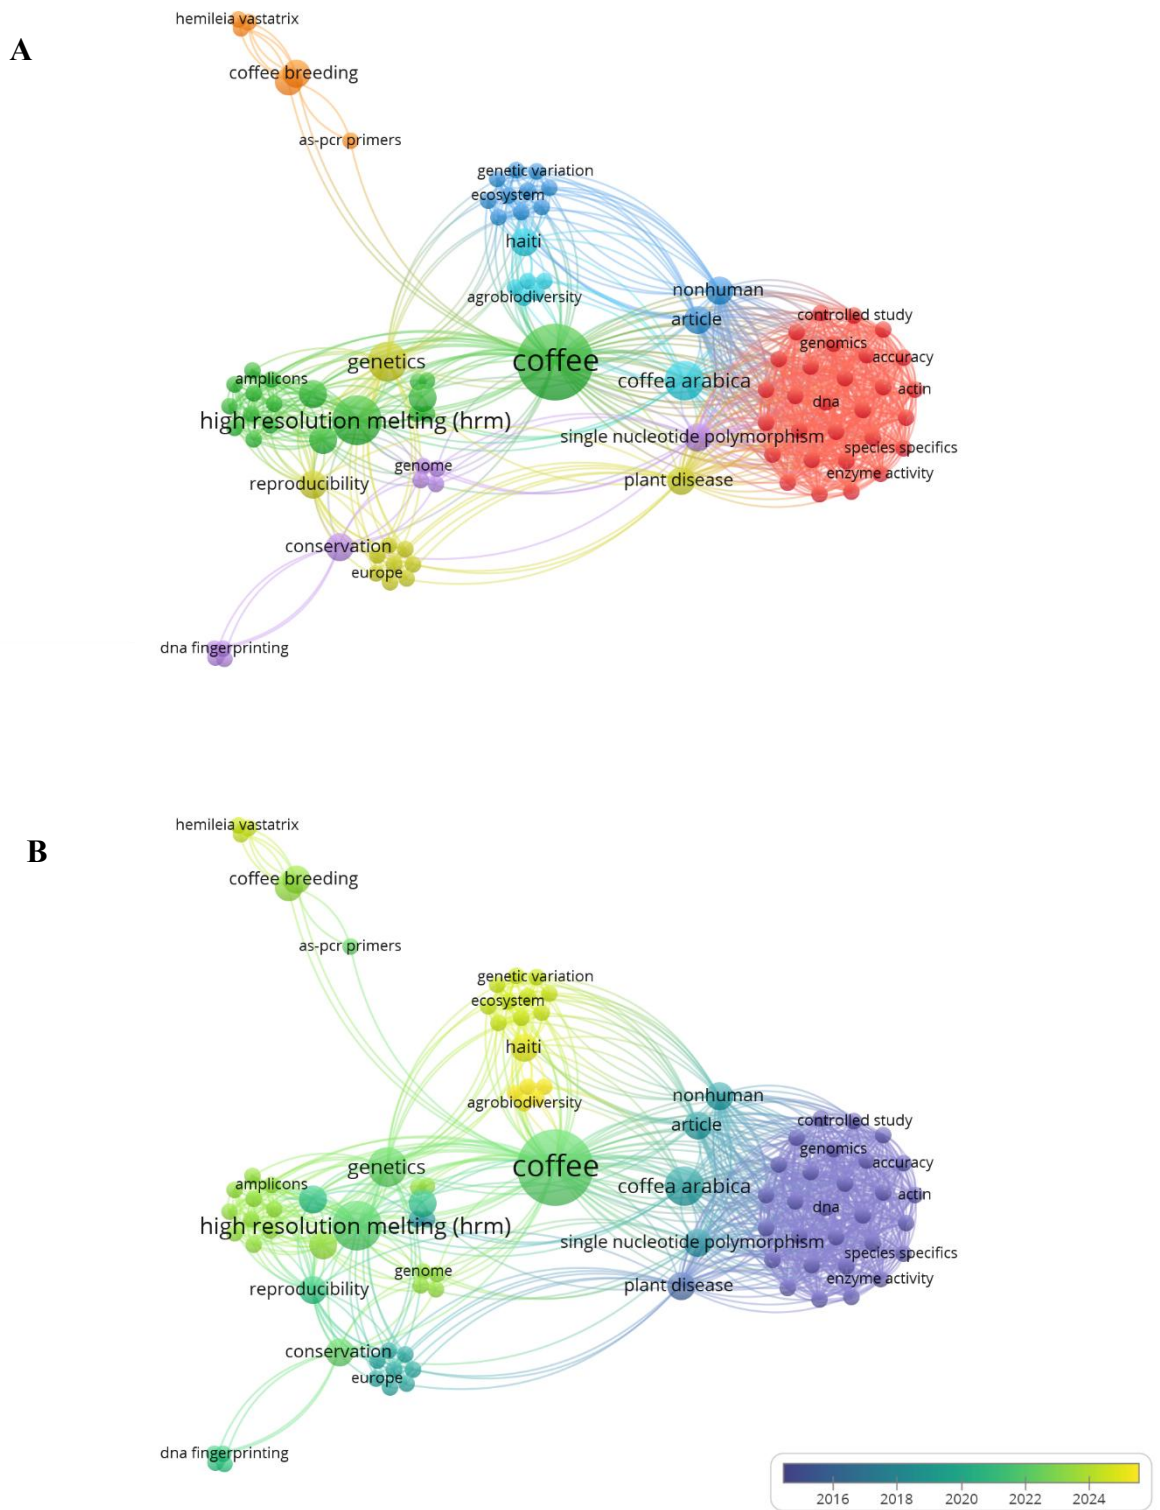 hemileia vastatrix
A
coffee breeding
as-pcr primers
genetic variation
ecosystem
haiti
nonhuman
agrobiodiversity
article
controlled study
genomics
accuracy
genetics
coffee
coffea arabica
amplicons
actin
dna
high resolution melting (hrm)
single nucleotide polymorphism
species specifics
genome
enzyme activity
reproducibility
plant disease
conservation
europe
dna fingerprinting
hemileia vastatrix
B
coffee breeding
as-pcr primers
genetic variation
ecosystem
haiti
nonhuman
agrobiodiversity
article
controlled study
genomics
accuracy
genetics
coffee
coffea arabica
amplicons
actin
dna
high resolution melting (hrm)
single nucleotide polymorphism
species specifics
genome
enzyme activity
reproducibility
plant disease
conservation
europe
dna fingerprinting
2016 2018 2020 2022 2024